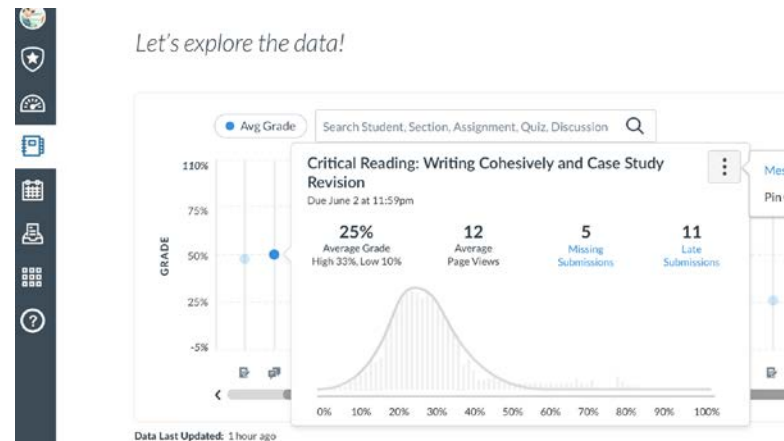 Let's explore the data!
Avg Grade
Search Student, Section, Assignment, Quiz, Discussion
Critical Reading: Writing Cohesively and Case Study
Revision
Due June 2 at 11:59pm
25%
Average Grade
High 33%, Low 10%
12
Average
Page Views
5
Missing
Submissions
11
Late
Submissions
Mes
Pin
GRADE
110%
75%
50%
25%
-5%
0% 10% 20% 30% 40% 50% 60% 70% 80% 90% 100%
Data Last Updated: 1 hour ago